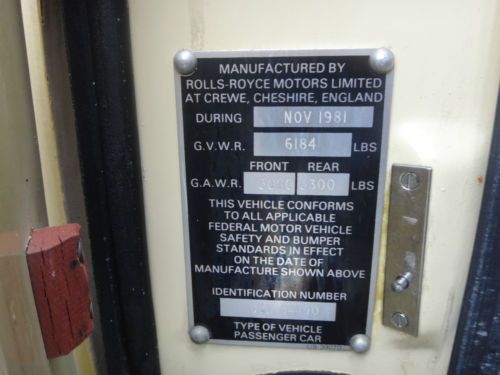 MANUFACTURED BY
ROLLS-ROYCE MOTORS LIMITED
AT CREWE, CHESHIRE, ENGLAND
DURING NOV 1981
G.V.W.R. 6184 LBS
FRONT REAR
G.A.W.R. LBS
THIS VEHICLE CONFORMS
TO ALL APPLICABLE
FEDERAL MOTOR VEHICLE
SAFETY AND BUMPER
STANDARDS IN EFFECT
ON THE DATE OF
MANUFACTURE SHOWN ABOVE
IDENTIFICATION NUMBER
TYPE OF VEHICLE
PASSENGER CAR